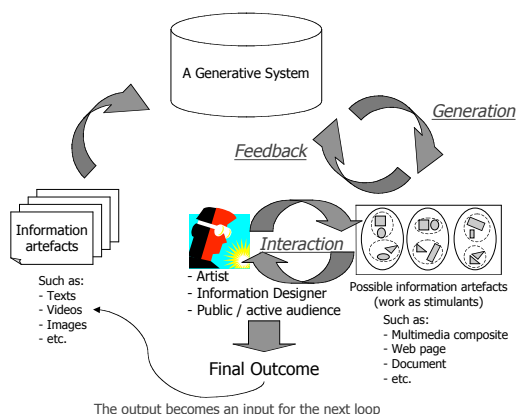 A Generative System
Generation
Feedback
Information
artefacts
Interaction
Such as:
- Texts
- Videos
- Images
- etc.
- Artist
- Information Designer
- Public / active audience
Possible information artefacts
(work as stimulants)
Such as:
- Multimedia composite
- Web page
- Document
- etc.
Final Outcome
The output becomes an input for the next loop